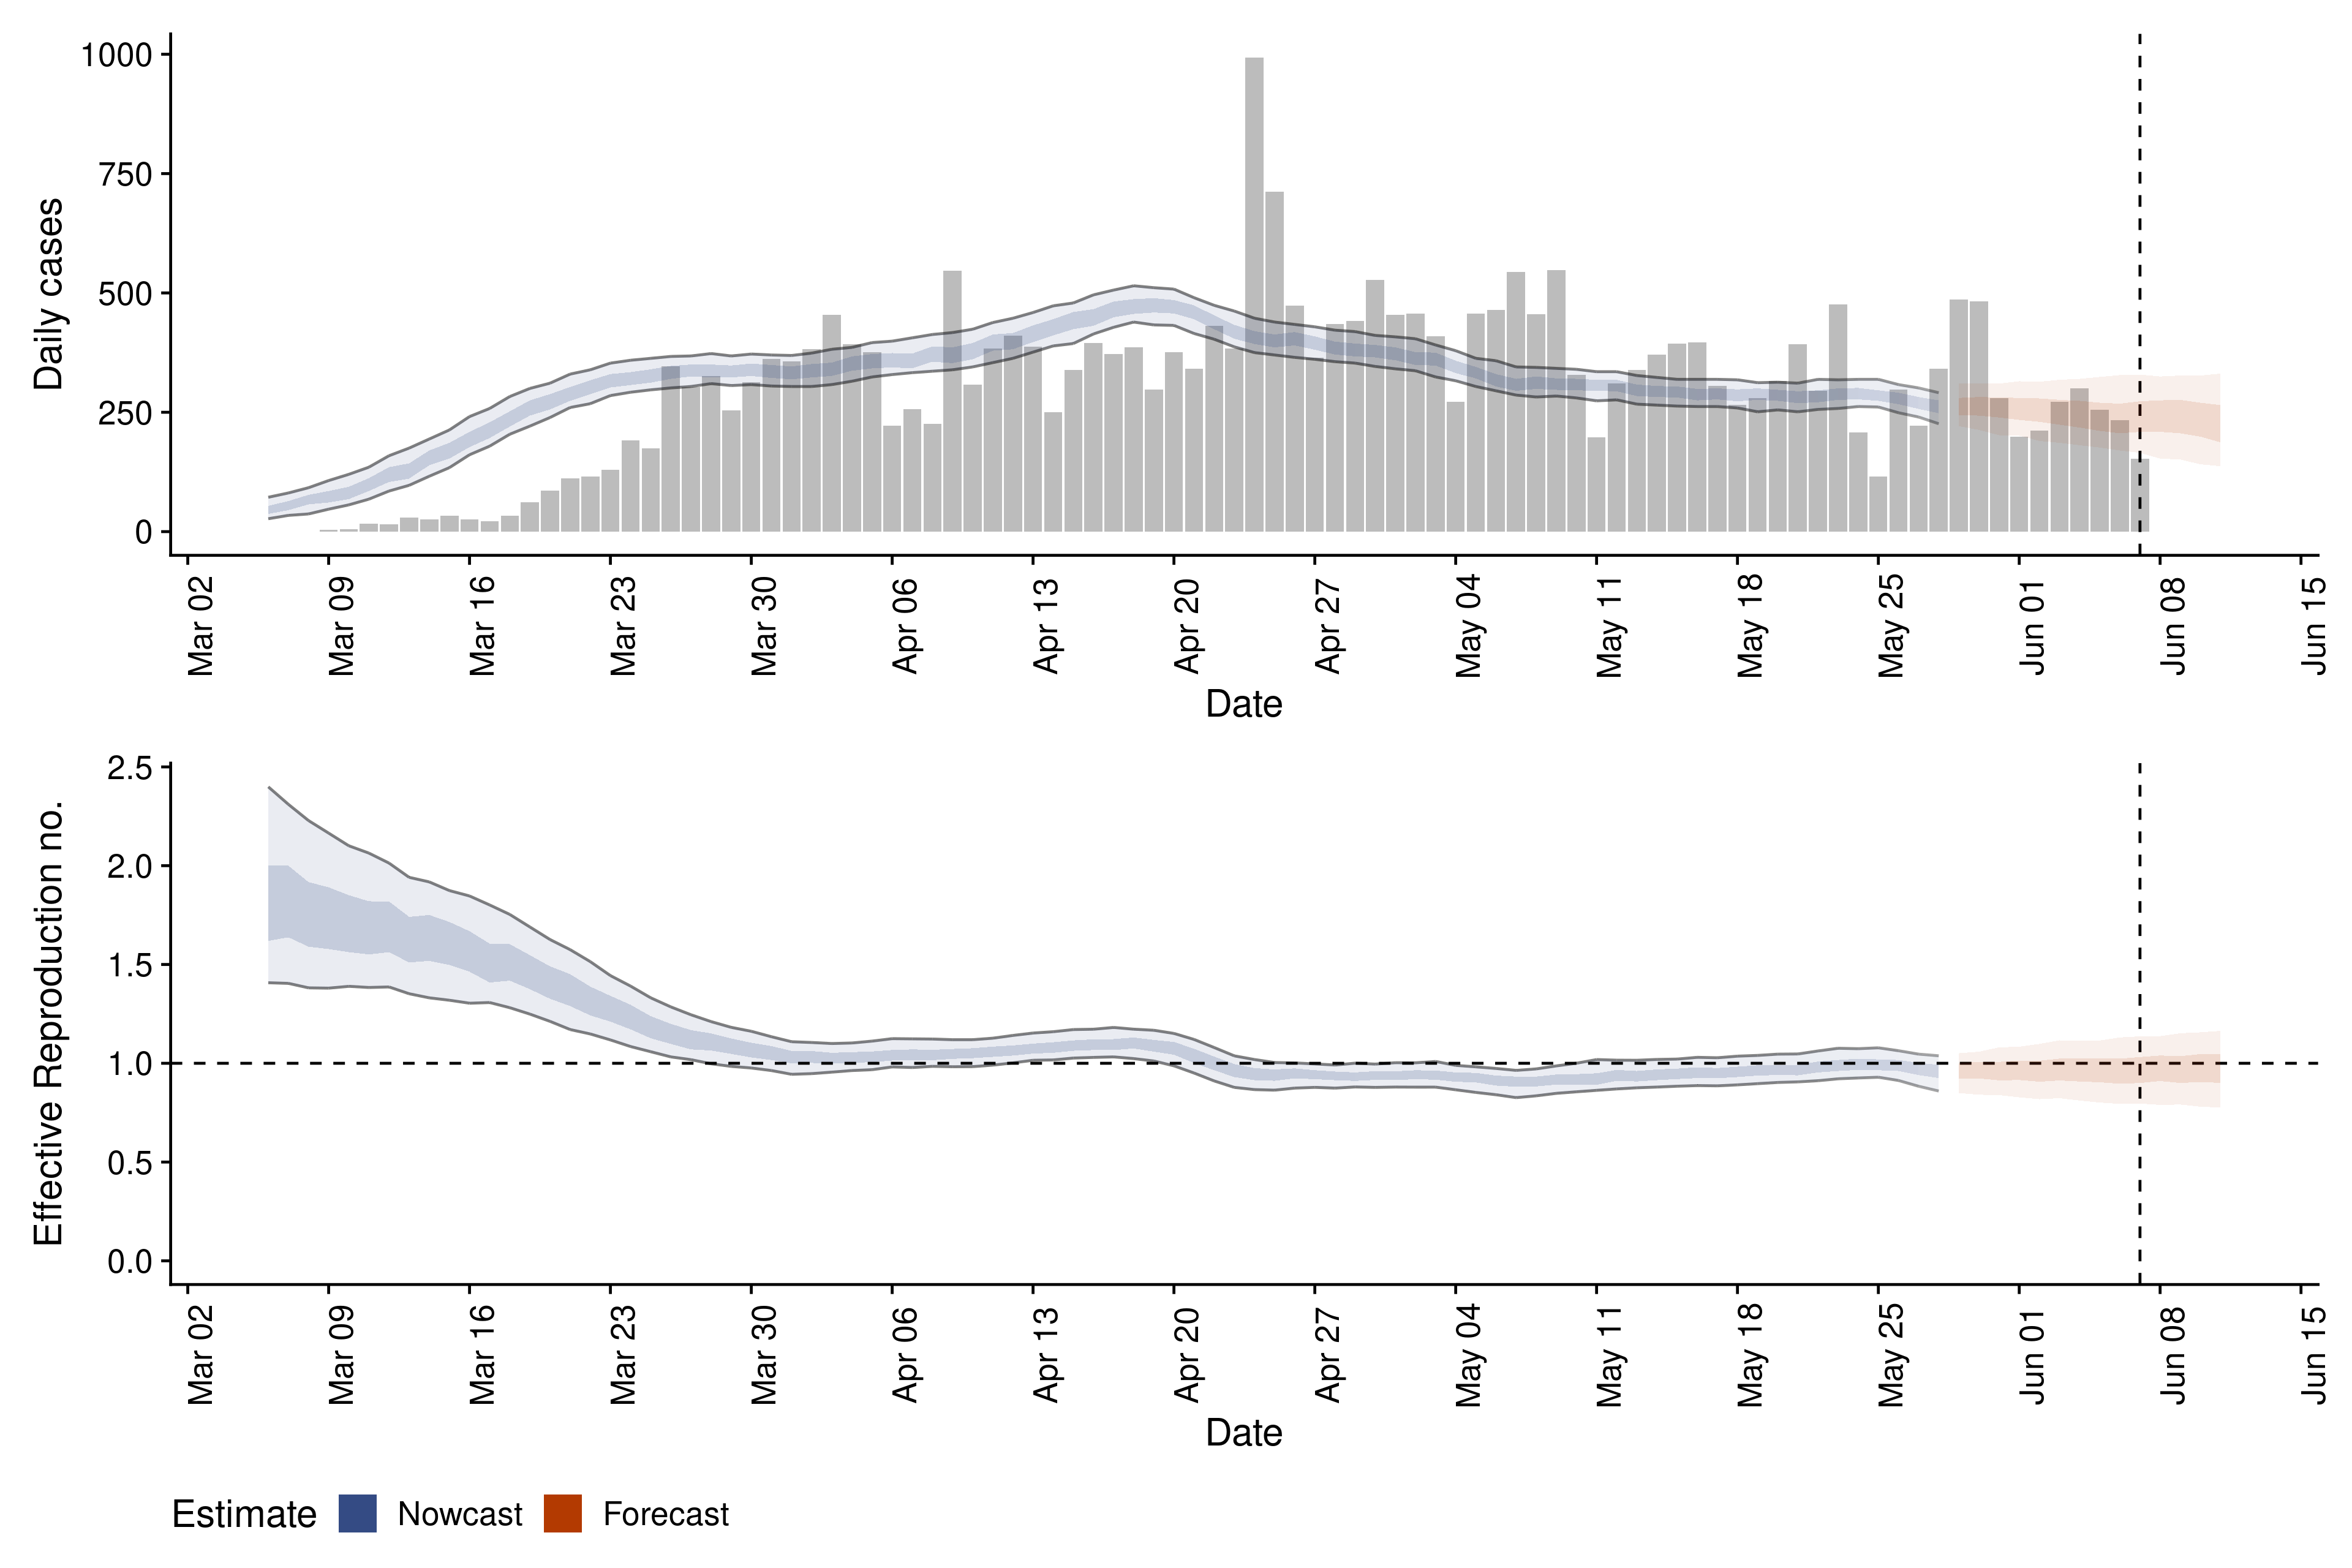 Daily cases
1000
750
500
250
0
Mar 02 Mar 09 Mar 16 Mar 23 Mar 30 Apr 06 Apr 13 Apr 20 Apr 27 May 04 May 11 May 18 May 25 Jun 01 Jun 08 Jun 15
Date
Effective Reproduction no.
2.5
2.0
1.5
1.0
0.5
0.0
Mar 02 Mar 09 Mar 16 Mar 23 Mar 30 Apr 06 Apr 13 Apr 20 Apr 27 May 04 May 11 May 18 May 25 Jun 01 Jun 08 Jun 15
Date
Estimate Nowcast Forecast